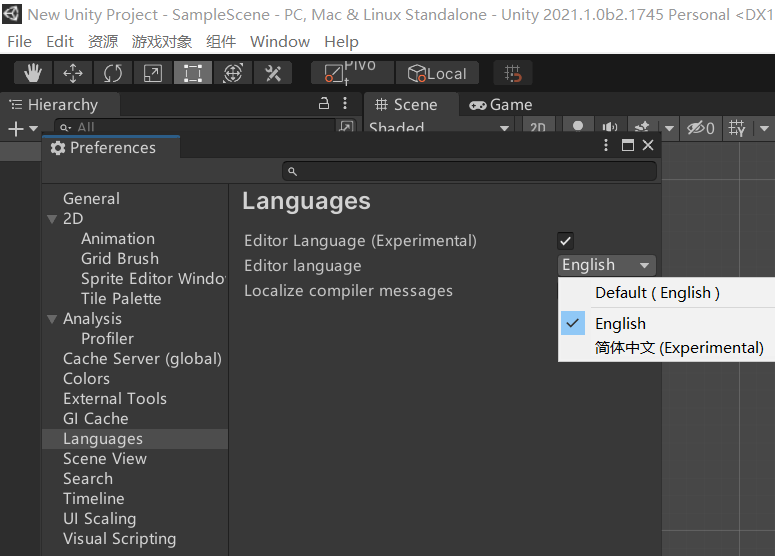 New Unity Project - SampleScene - PC, Mac & Linux Standalone - Unity 2021.1.0b2.1745 Personal <DX1
File Edit 资源 游戏对象 组件 Window Help
Pivot Local
Hierarchy Scene Game
All Shaded 2D 0
Preferences
General
2D
Animation
Grid Brush
Sprite Editor Windo
Tile Palette
Analysis
Profiler
Cache Server (global)
Colors
External Tools
GI Cache
Languages
Scene View
Search
Timeline
UI Scaling
Visual Scripting
Languages
Editor Language (Experimental)
Editor language English
Localize compiler messages
Default ( English )
English
简体中文 (Experimental)